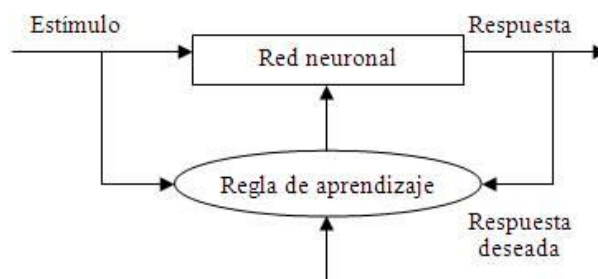 Estímulo
Respuesta
Red neuronal
Regla de aprendizaje
Respuesta
deseada